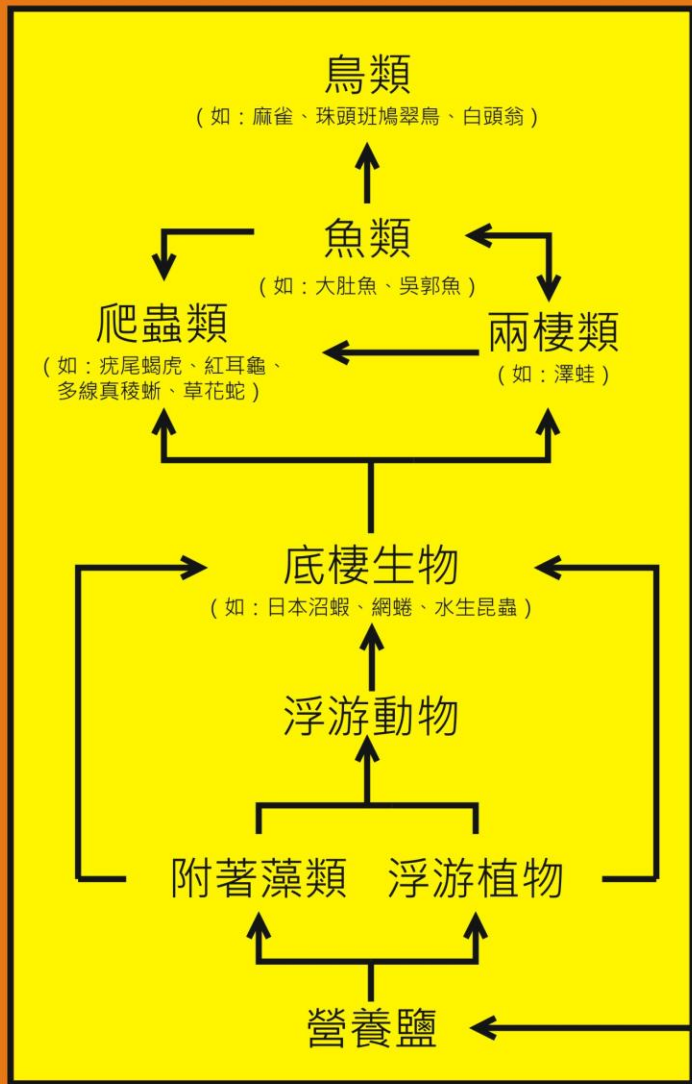 鳥類
（如：麻雀、珠頭班鳩翠鳥、白頭翁）
魚類
（如：大肚魚、吳郭魚）
爬蟲類
（如：疣尾蝎虎、紅耳龜、
多線真稜蜥、草花蛇）
兩棲類
（如：澤蛙）
底棲生物
（如：日本沼蝦、網蜷、水生昆蟲）
浮游動物
附著藻類 浮游植物
營養鹽